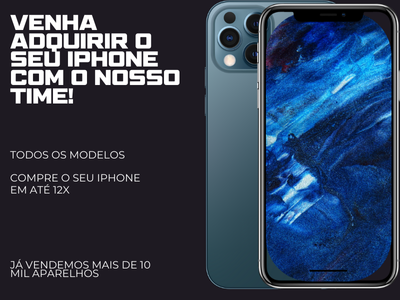 VENHA
ADQUIRIR O
SEU IPHONE
COM O NOSSO
TIME!
TODOS OS MODELOS
COMPRE O SEU IPHONE
EM ATÉ 12X
JÁ VENDEMOS MAIS DE 10
MIL APARELHOS